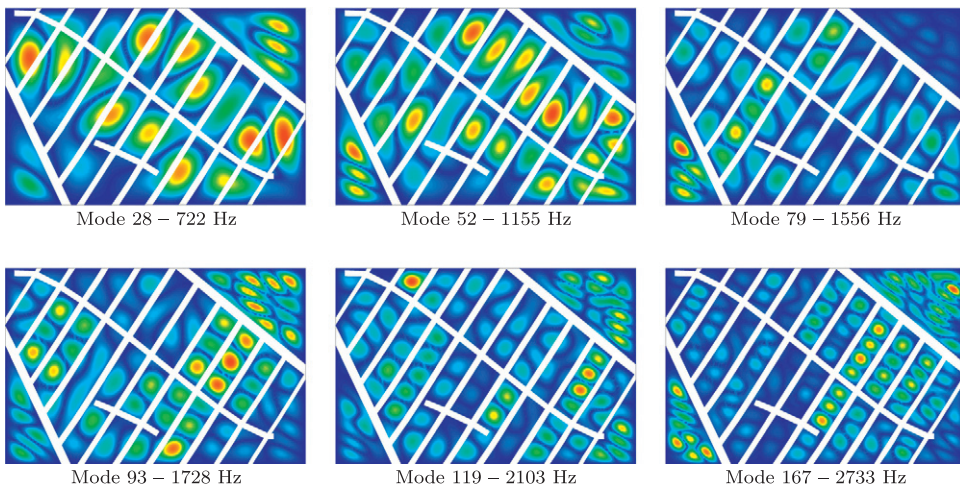 Mode 28 – 722 Hz
Mode 52 – 1155 Hz
Mode 79 – 1556 Hz
Mode 93 – 1728 Hz
Mode 119 – 2103 Hz
Mode 167 – 2733 Hz